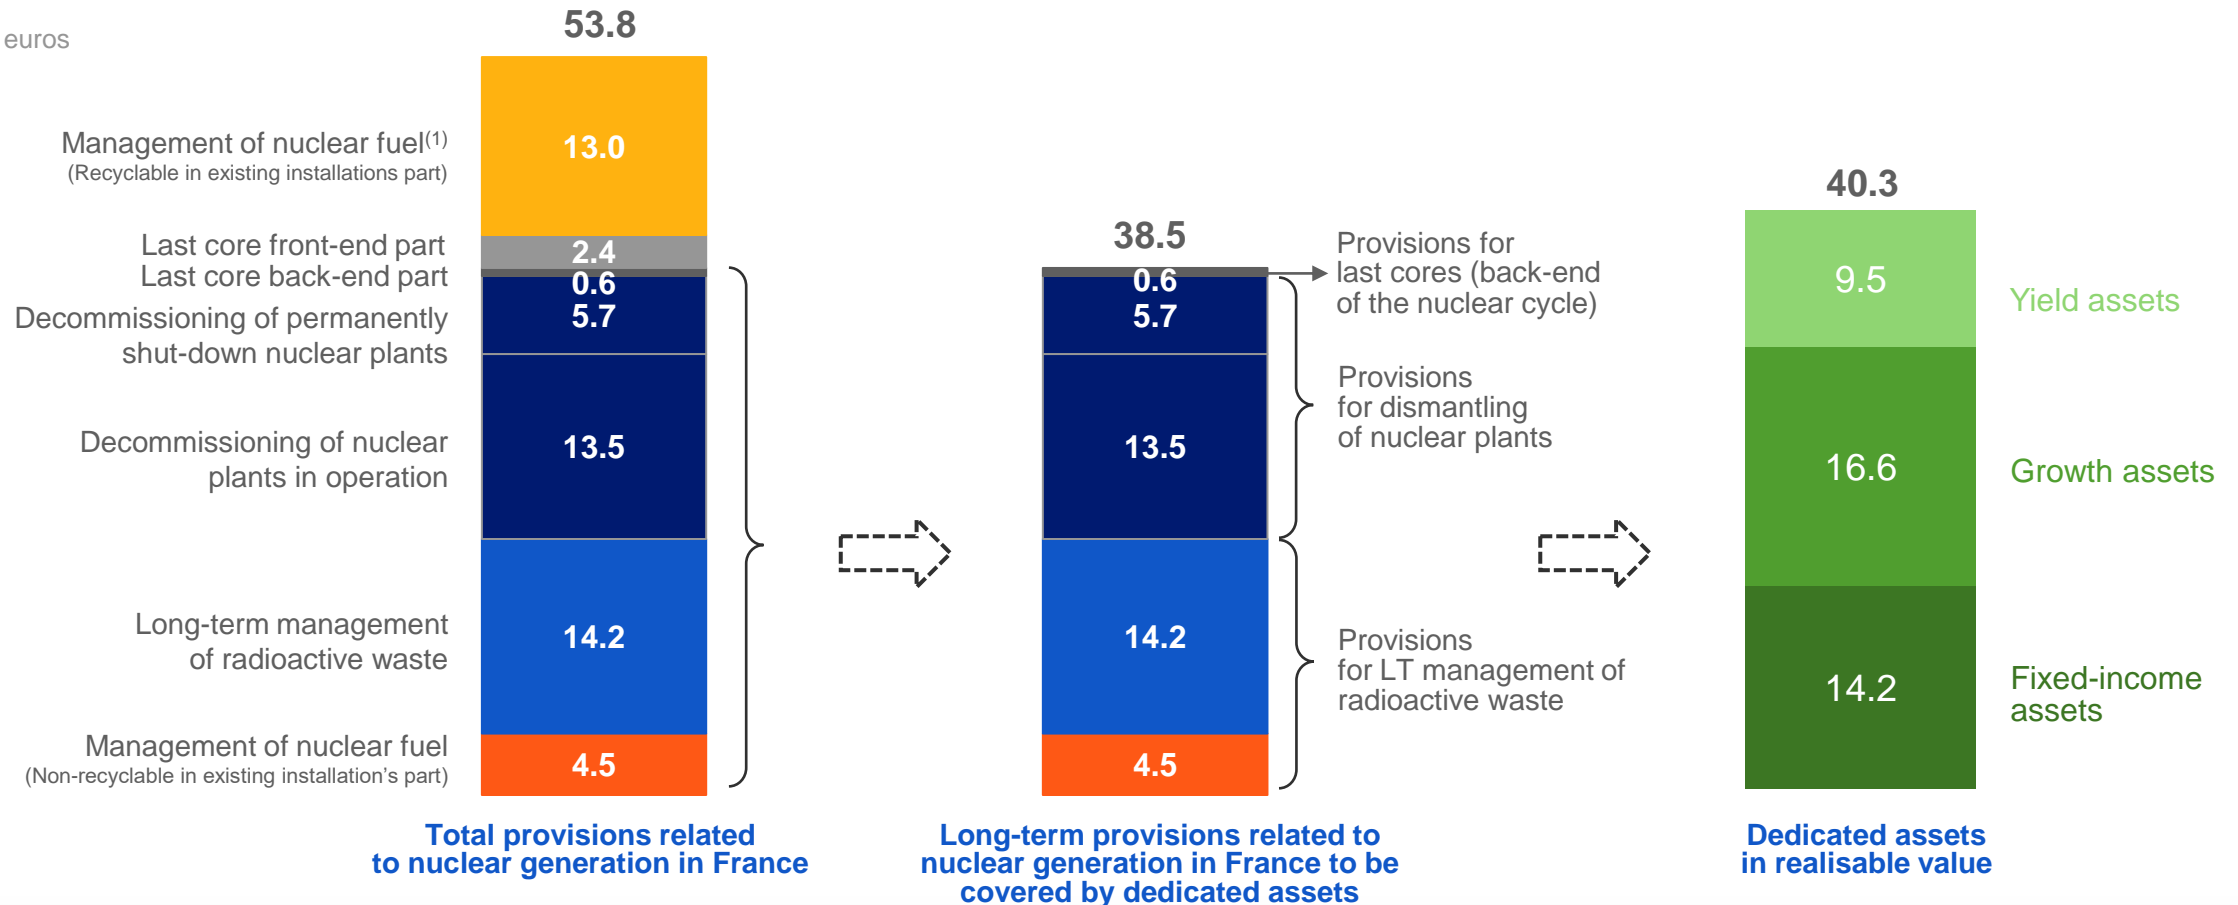 euros
53.8
Management of nuclear fuel(1)
(Recyclable in existing installations part)
13.0
Last core front-end part
2.4
Last core back-end part
0.6
Decommissioning of permanently
shut-down nuclear plants
5.7
Decommissioning of nuclear
plants in operation
13.5
Long-term management
of radioactive waste
14.2
Management of nuclear fuel
(Non-recyclable in existing installation's part)
4.5
Total provisions related
to nuclear generation in France
38.5
0.6
5.7
13.5
14.2
4.5
Provisions for
last cores (back-end
of the nuclear cycle)
Provisions
for dismantling
of nuclear plants
Provisions
for LT management of
radioactive waste
Long-term provisions related to
nuclear generation in France to be
covered by dedicated assets
40.3
9.5
Yield assets
16.6
Growth assets
14.2
Fixed-income
assets
Dedicated assets
in realisable value